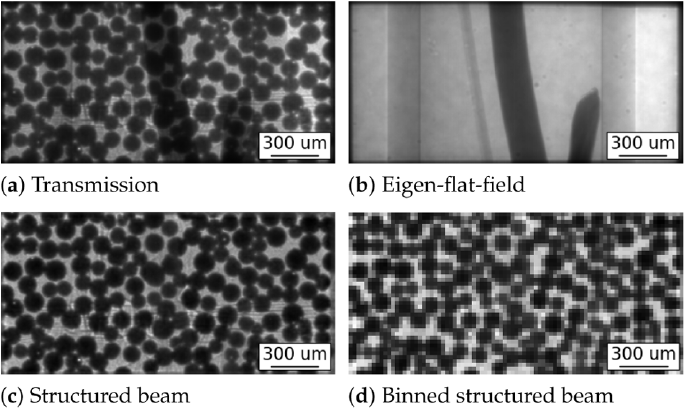 300 um
300 um
(a) Transmission
(b) Eigen-flat-field
300 um
300 um
(c) Structured beam
(d) Binned structured beam